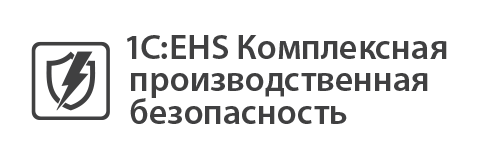 1С:EHS Комплексная
производственная
безопасность